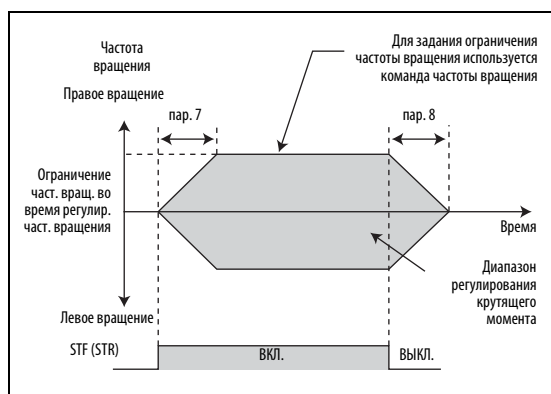 Частота
вращения
Правое вращение
Для задания ограничения
частоты вращения используется
команда частоты вращения
пар. 7
пар. 8
Ограничение
част. вращ. во
время регулир.
част. вращения
Время
Диапазон
регулирования
крутящего
момента
Левое вращение
STF (STR)
ВКЛ.
ВЫКЛ.